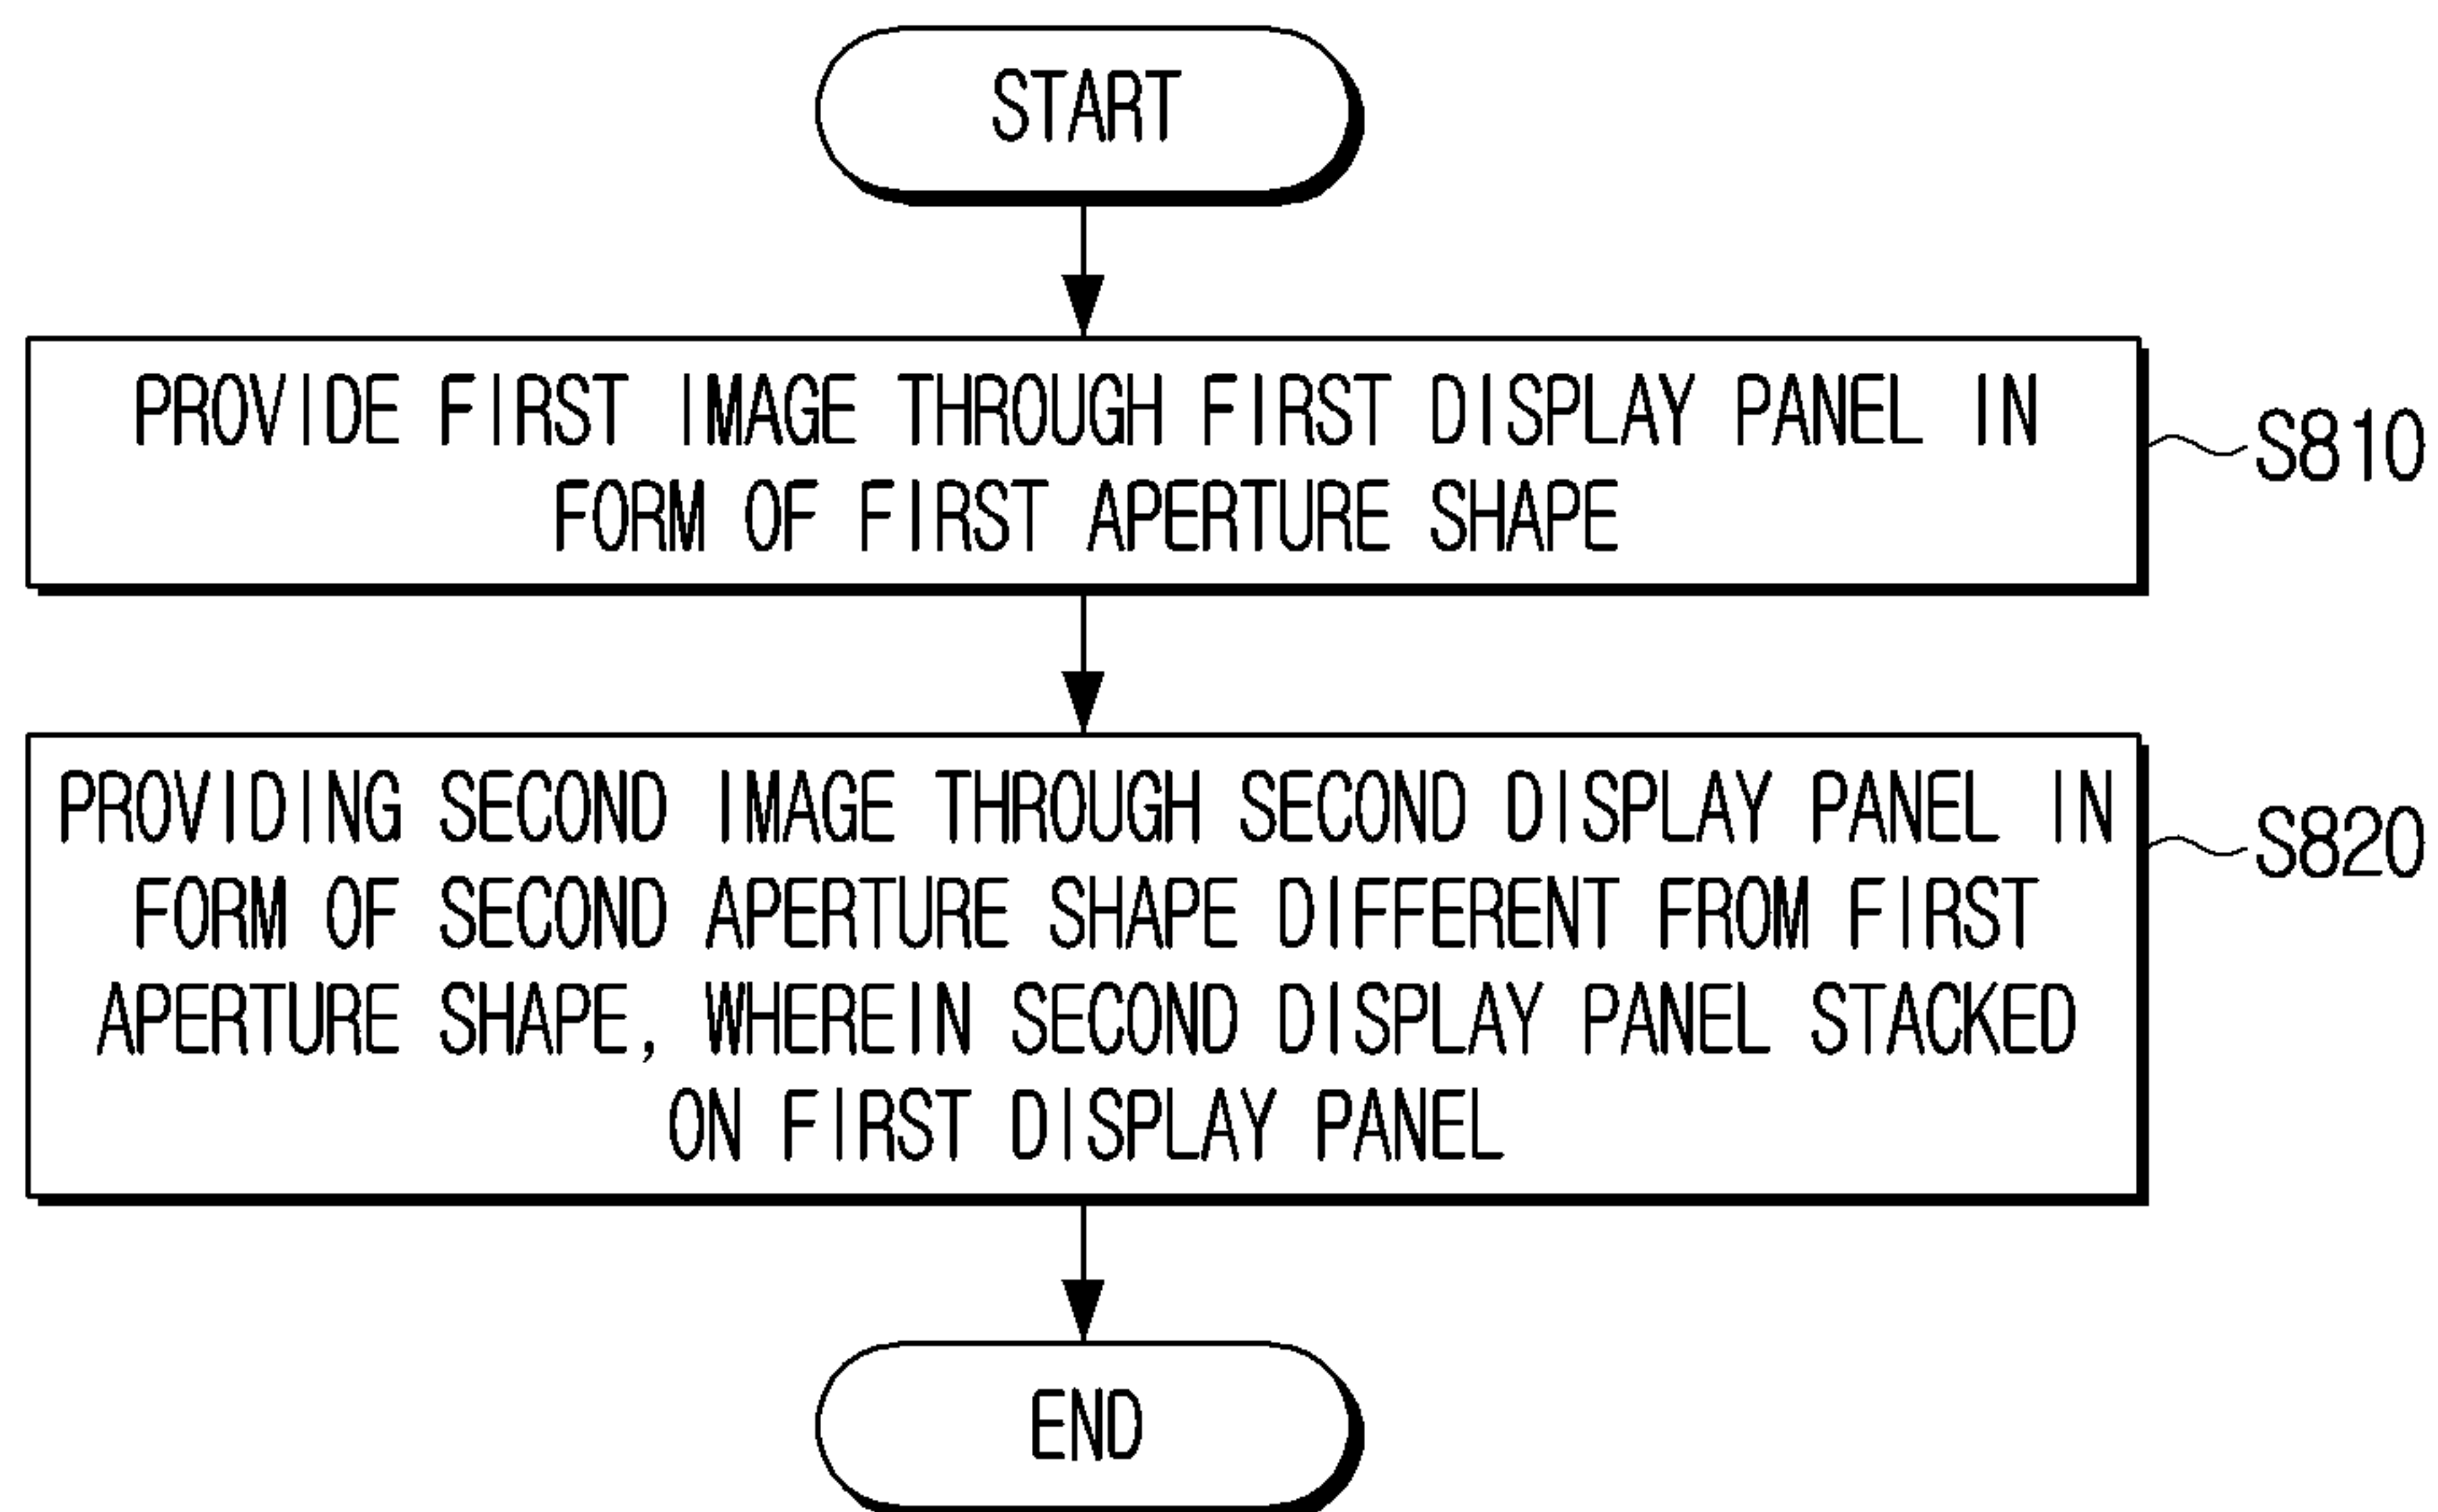 START
PROVIDE FIRST IMAGE THROUGH FIRST DISPLAY PANEL IN
FORM OF FIRST APERTURE SHAPE
S810
PROVIDING SECOND IMAGE THROUGH SECOND DISPLAY PANEL IN
FORM OF SECOND APERTURE SHAPE DIFFERENT FROM FIRST
APERTURE SHAPE, WHEREIN SECOND DISPLAY PANEL STACKED
ON FIRST DISPLAY PANEL
S820
END